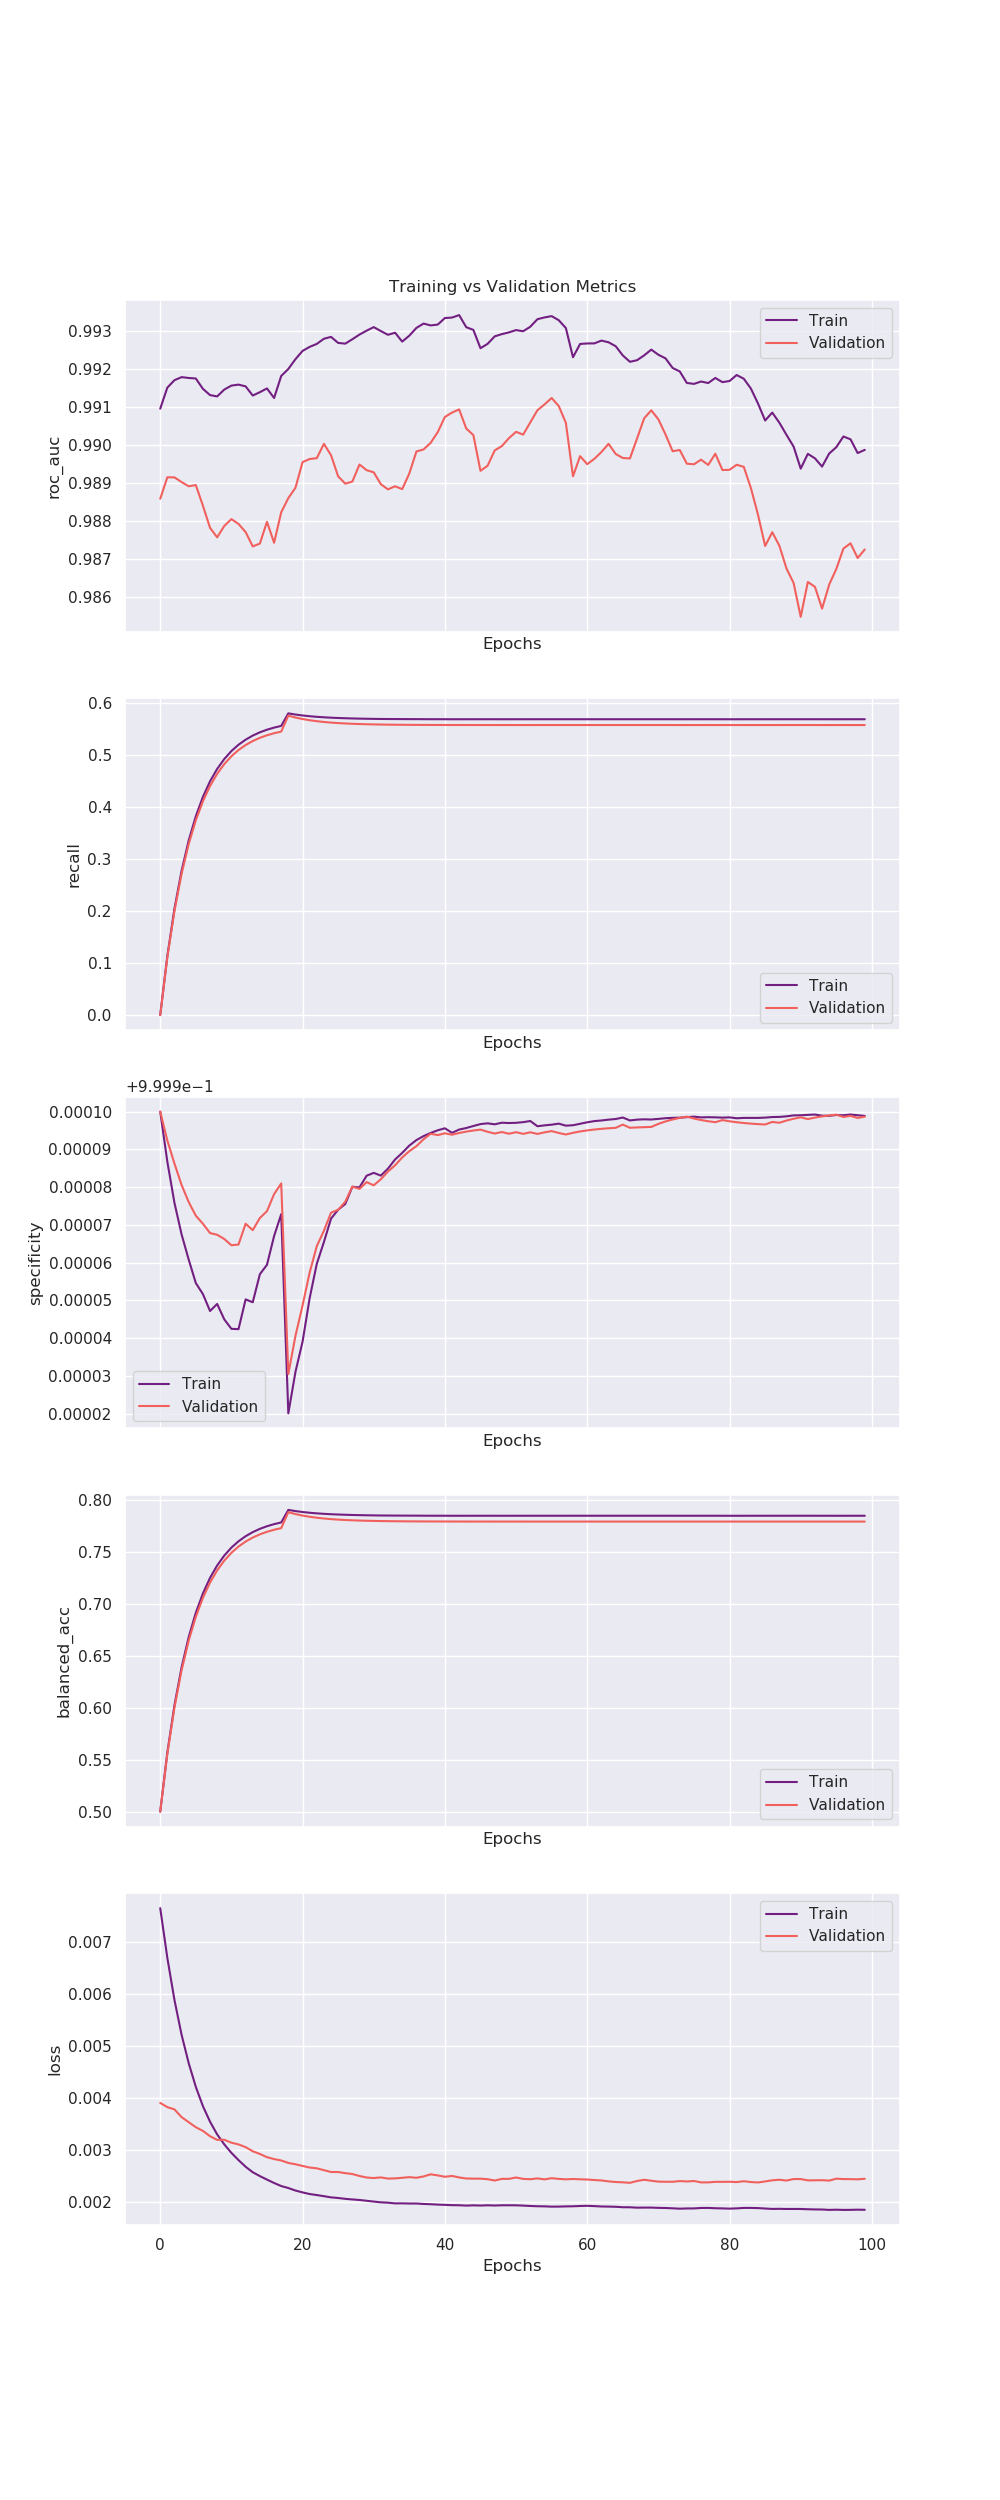 Training vs Validation Metrics
0.993
0.992
0.991
0.990
0.989
0.988
0.987
0.986
roc_auc
Train
Validation
Epochs
0.6
0.5
0.4
0.3
0.2
0.1
0.0
recall
Train
Validation
Epochs
+9.999e−1
0.00010
0.00009
0.00008
0.00007
0.00006
0.00005
0.00004
0.00003
0.00002
specificity
Train
Validation
Epochs
0.80
0.75
0.70
0.65
0.60
0.55
0.50
balanced_acc
Train
Validation
Epochs
0.007
0.006
0.005
0.004
0.003
0.002
loss
Train
Validation
0 20 40 60 80 100
Epochs